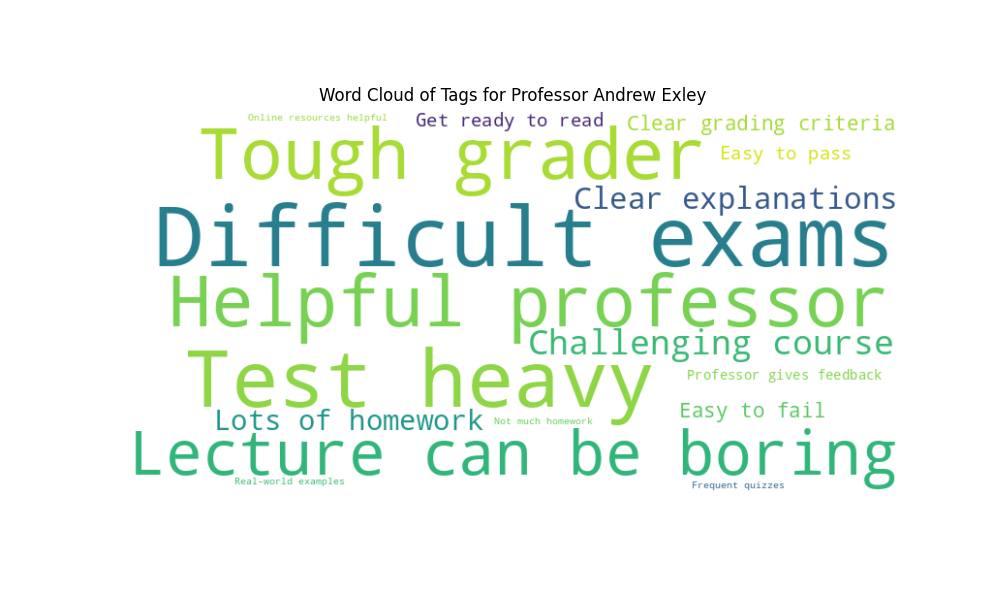 Word Cloud of Tags for Professor Andrew Exley
Online resources helpful
Get ready to read
Clear grading criteria
Tough grader
Easy to pass
Clear explanations
Difficult exams
Helpful professor
Challenging course
Test heavy
Professor gives feedback
Lots of homework
Not much homework
Easy to fail
Lecture can be boring
Real-world examples
Frequent quizzes